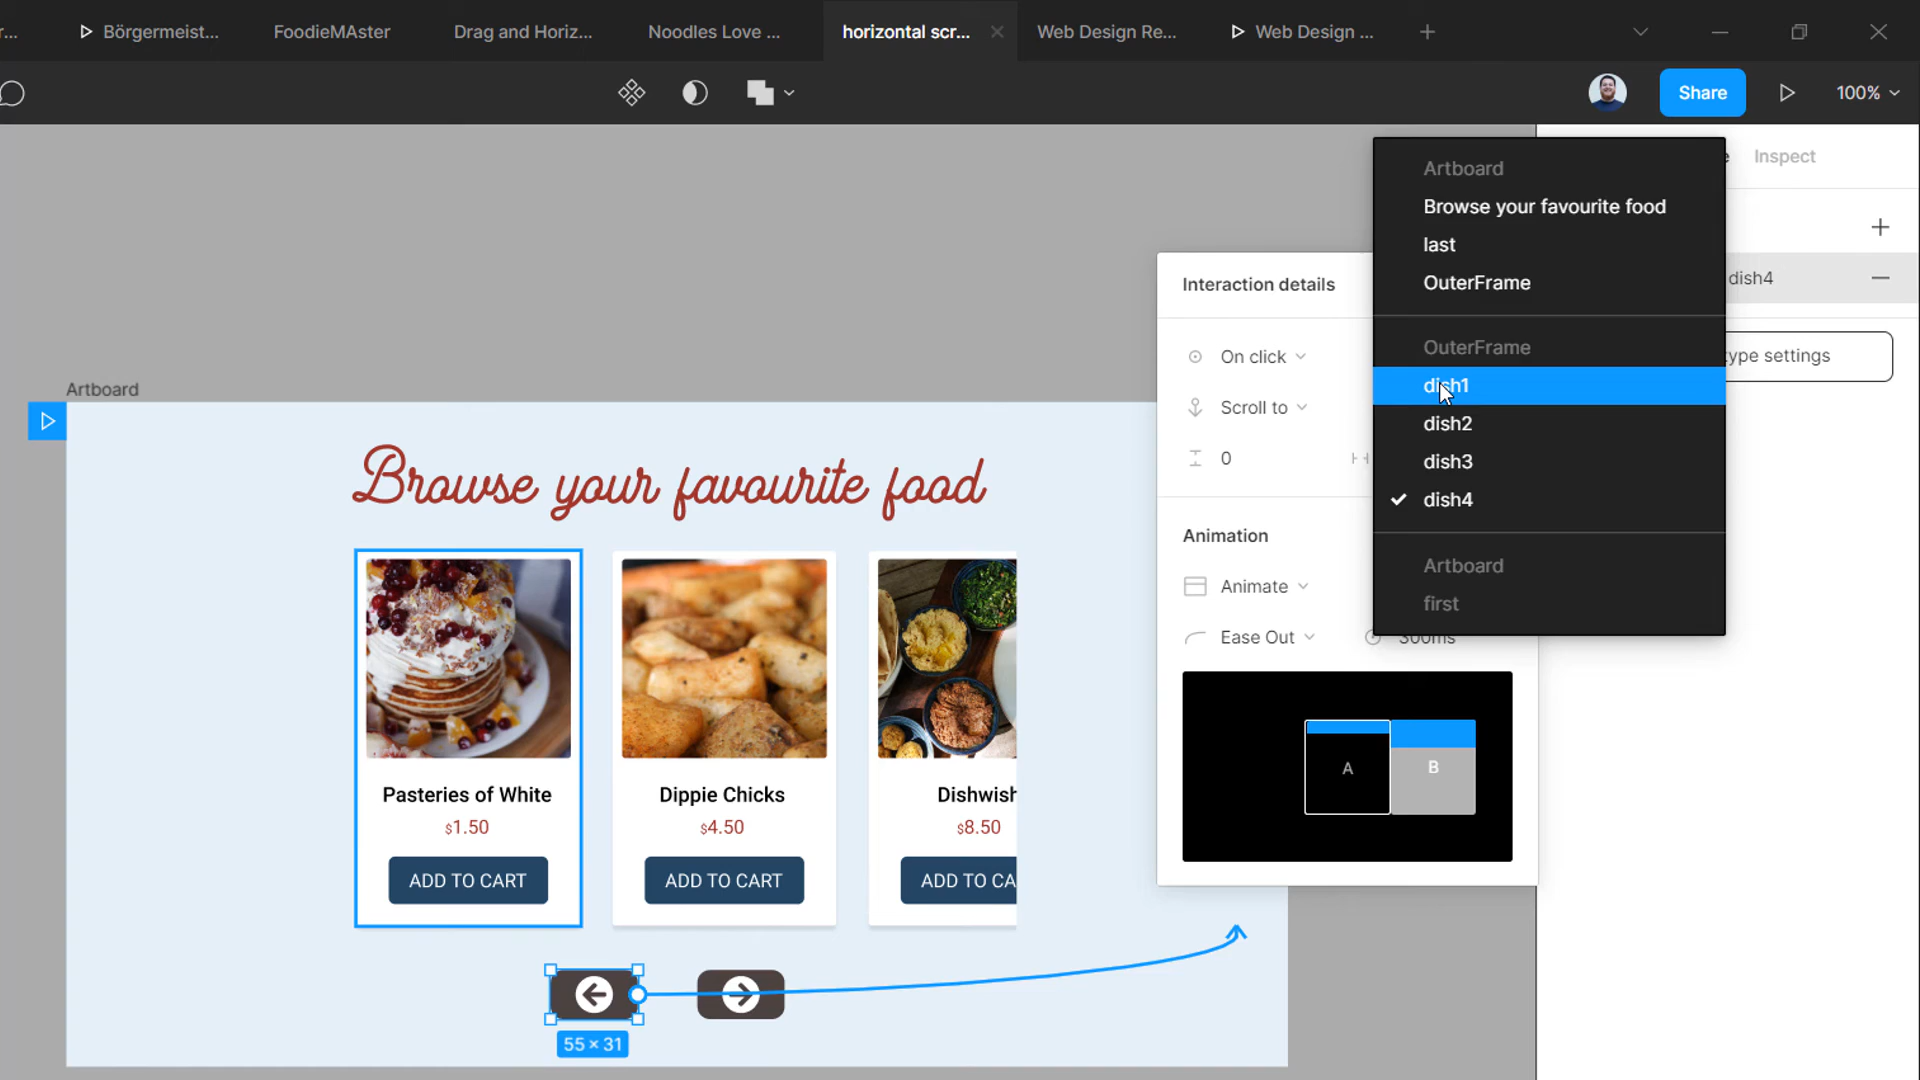 r...
Börgermeist...
FoodieMAster
Drag and Horiz...
Noodles Love ...
horizontal scr...
Web Design Re...
Web Design ...
Share
100%
Artboard
Browse your favourite food
last
OuterFrame
OuterFrame
dish1
dish2
dish3
dish4
Artboard
first
Inspect
dish4
ype settings
Interaction details
On click
Scroll to
0
Animation
Animate
Ease Out
300ms
A
B
Artboard
Browse your favourite food
Pasteries of White
$1.50
ADD TO CART
Dippie Chicks
$4.50
ADD TO CART
Dishwish
$8.50
ADD TO CA
55 × 31